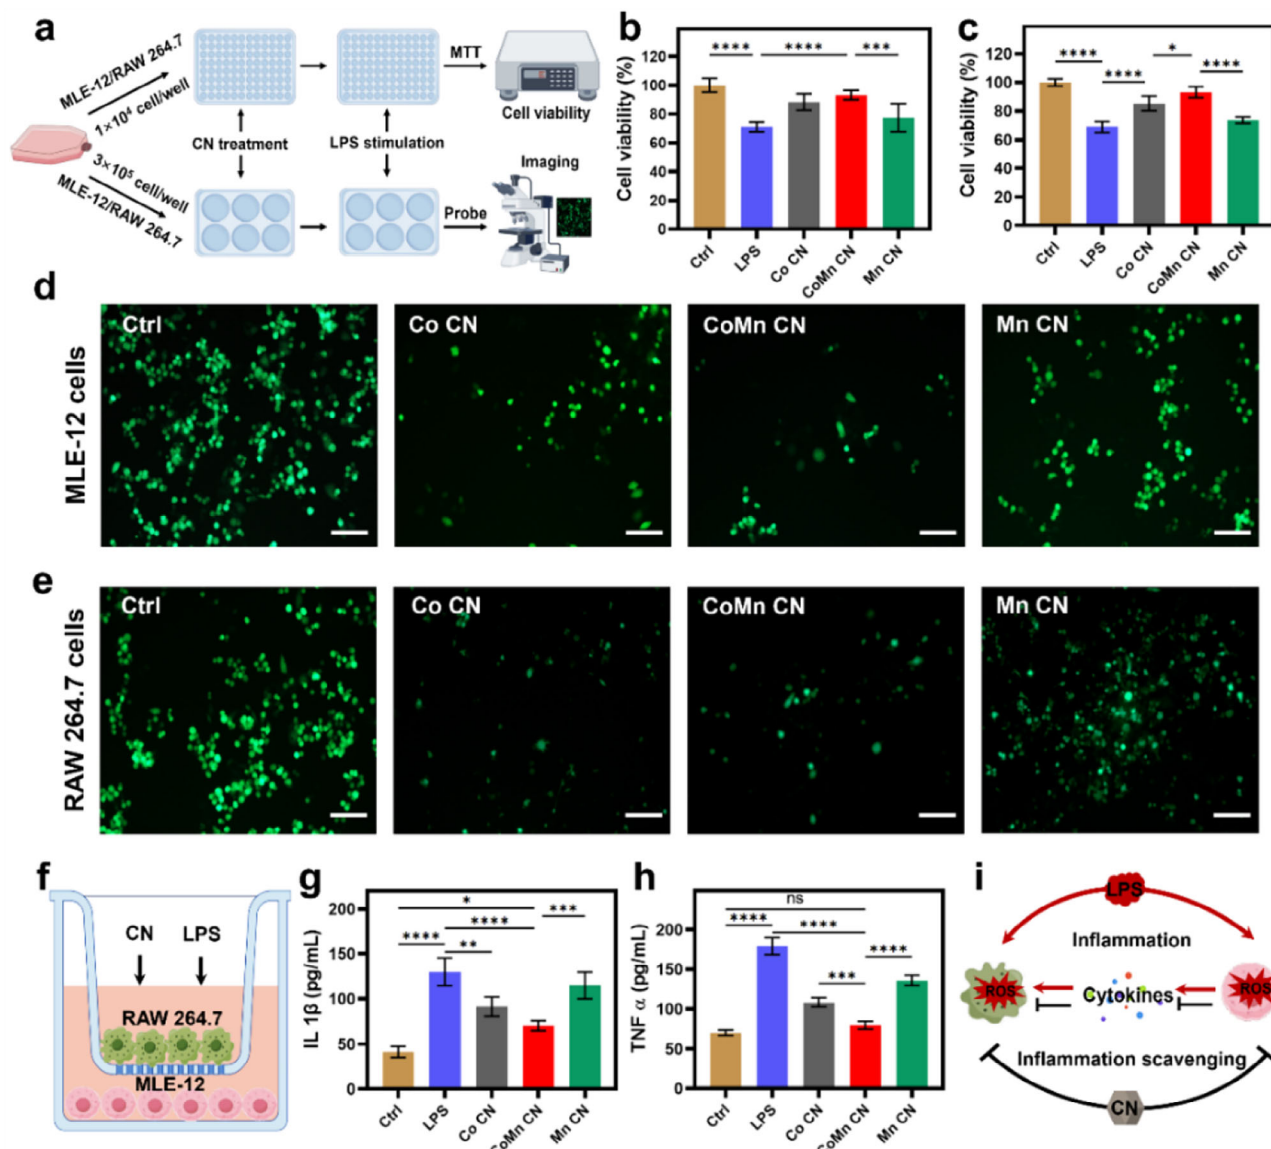 a
MLE-12/RAW 264.7
1×10⁴ cell/well
CN treatment
LPS stimulation
MTT
Cell viability
3×10⁵ cell/well
MLE-12/RAW 264.7
Probe
Imaging
b
Cell viability (%)
120
100
80
60
40
20
0
**** **** ***
Ctrl
LPS
Co CN
CoMn CN
Mn CN
c
Cell viability (%)
120
100
80
60
40
20
0
**** **** * ****
Ctrl
LPS
Co CN
CoMn CN
Mn CN
d
MLE-12 cells
Ctrl
Co CN
CoMn CN
Mn CN
e
RAW 264.7 cells
Ctrl
Co CN
CoMn CN
Mn CN
f
CN LPS
RAW 264.7
MLE-12
g
IL 1β (pg/mL)
200
150
100
50
0
*
**** ***
**** **
Ctrl
LPS
Co CN
CoMn CN
Mn CN
h
TNF α (pg/mL)
200
150
100
50
0
ns
**** ****
*** ****
Ctrl
LPS
Co CN
CoMn CN
Mn CN
i
LPS
Inflammation
ROS
Cytokines
ROS
Inflammation scavenging
CN